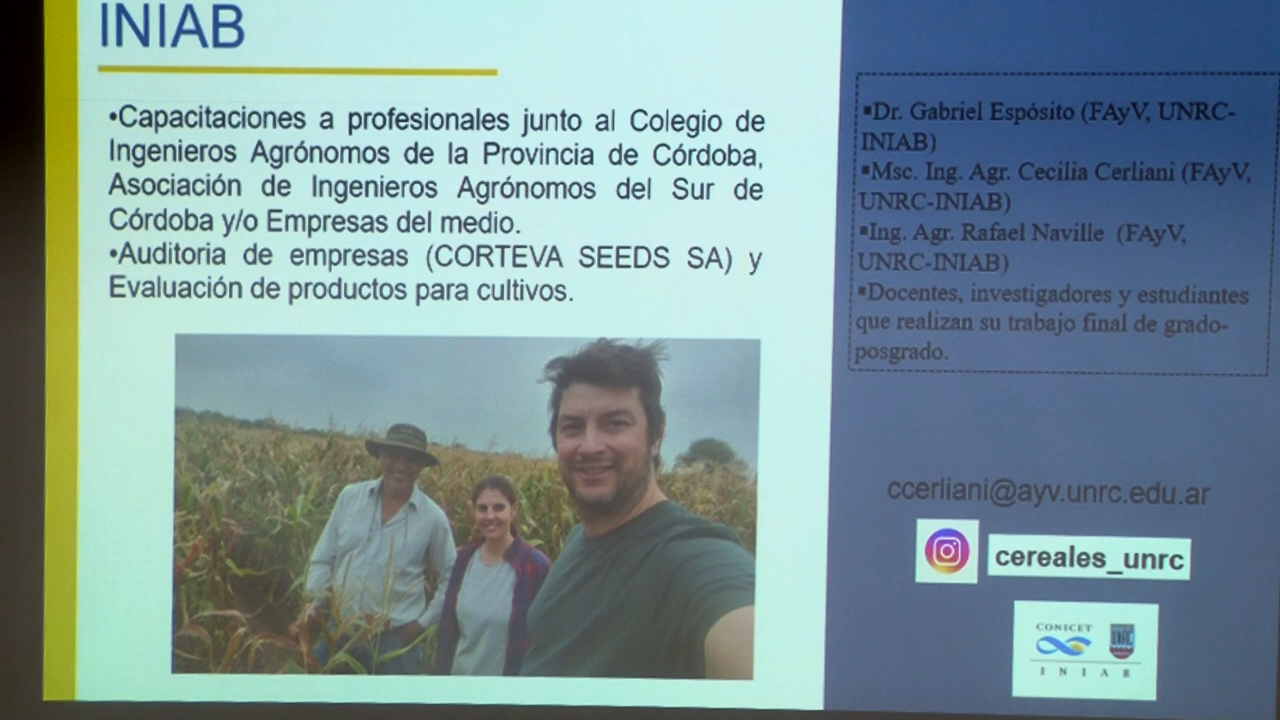 INIAB
•Capacitaciones a profesionales junto al Colegio de
Ingenieros Agrónomos de la Provincia de Córdoba,
Asociación de Ingenieros Agrónomos del Sur de
Córdoba y/o Empresas del medio.
•Auditoria de empresas (CORTEVA SEEDS SA) y
Evaluación de productos para cultivos.
▪Dr. Gabriel Espósito (FAyV, UNRC-
INIAB)
▪Msc. Ing. Agr. Cecilia Cerliani (FAyV,
UNRC-INIAB)
▪Ing. Agr. Rafael Naville (FAyV,
UNRC-INIAB)
▪Docentes, investigadores y estudiantes
que realizan su trabajo final de grado-
posgrado.
ccerliani@ayv.unrc.edu.ar
cereales_unrc
CONICET
UNRC
INIAB